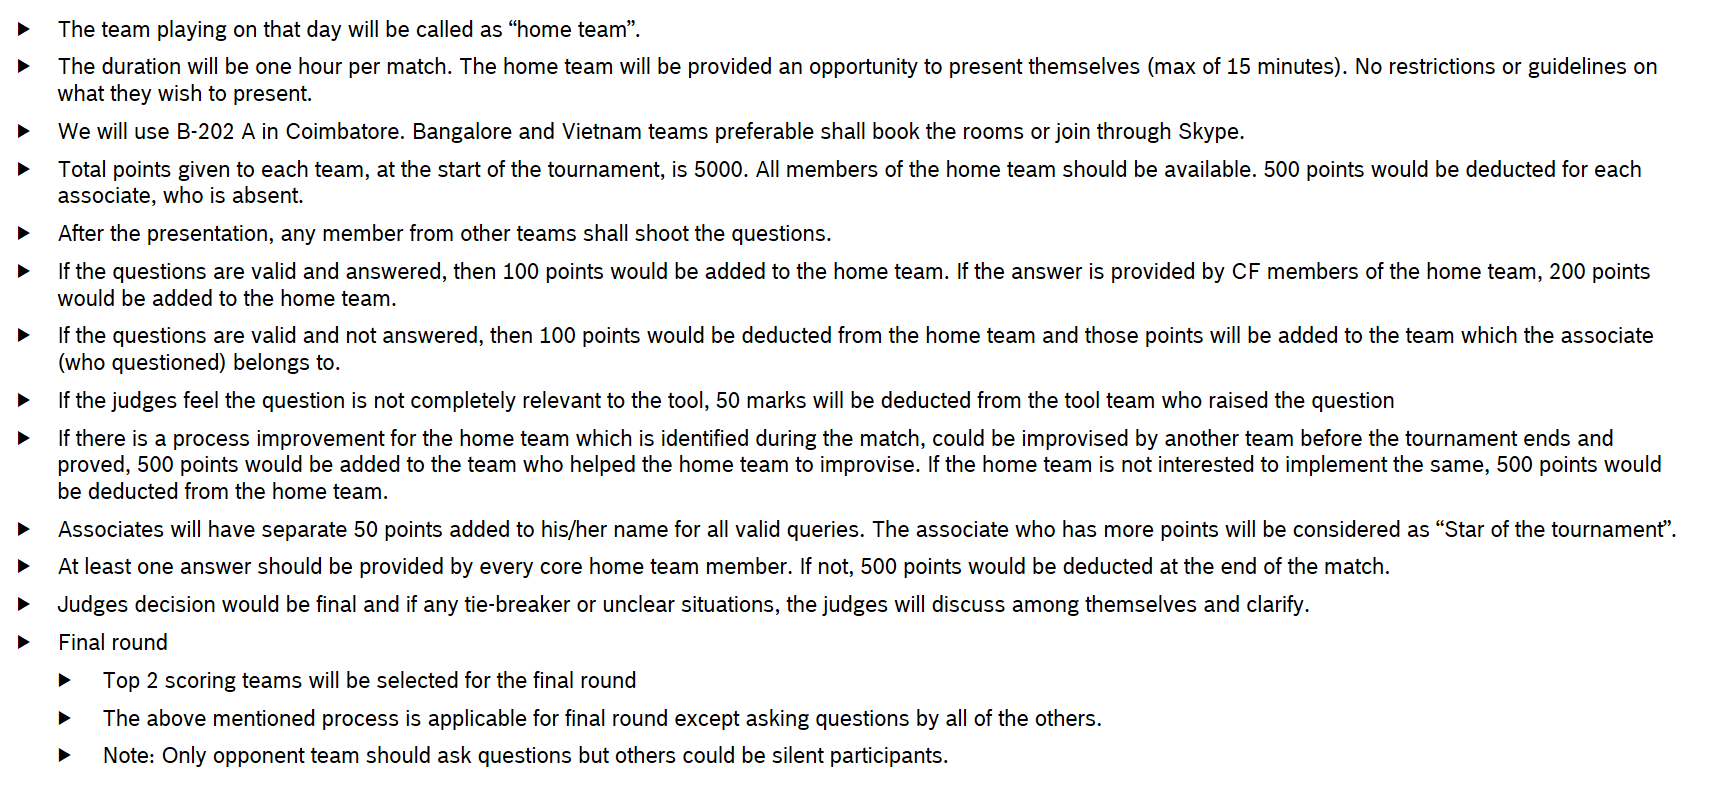 The team playing on that day will be called as “home team”.
The duration will be one hour per match. The home team will be provided an opportunity to present themselves (max of 15 minutes). No restrictions or guidelines on
what they wish to present.
We will use B-202 A in Coimbatore. Bangalore and Vietnam teams preferable shall book the rooms or join through Skype.
Total points given to each team, at the start of the tournament, is 5000. All members of the home team should be available. 500 points would be deducted for each
associate, who is absent.
After the presentation, any member from other teams shall shoot the questions.
If the questions are valid and answered, then 100 points would be added to the home team. If the answer is provided by CF members of the home team, 200 points
would be added to the home team.
If the questions are valid and not answered, then 100 points would be deducted from the home team and those points will be added to the team which the associate
(who questioned) belongs to.
If the judges feel the question is not completely relevant to the tool, 50 marks will be deducted from the tool team who raised the question
If there is a process improvement for the home team which is identified during the match, could be improvised by another team before the tournament ends and
proved, 500 points would be added to the team who helped the home team to improvise. If the home team is not interested to implement the same, 500 points would
be deducted from the home team.
Associates will have separate 50 points added to his/her name for all valid queries. The associate who has more points will be considered as “Star of the tournament”.
At least one answer should be provided by every core home team member. If not, 500 points would be deducted at the end of the match.
Judges decision would be final and if any tie-breaker or unclear situations, the judges will discuss among themselves and clarify.
Final round
Top 2 scoring teams will be selected for the final round
The above mentioned process is applicable for final round except asking questions by all of the others.
Note: Only opponent team should ask questions but others could be silent participants.